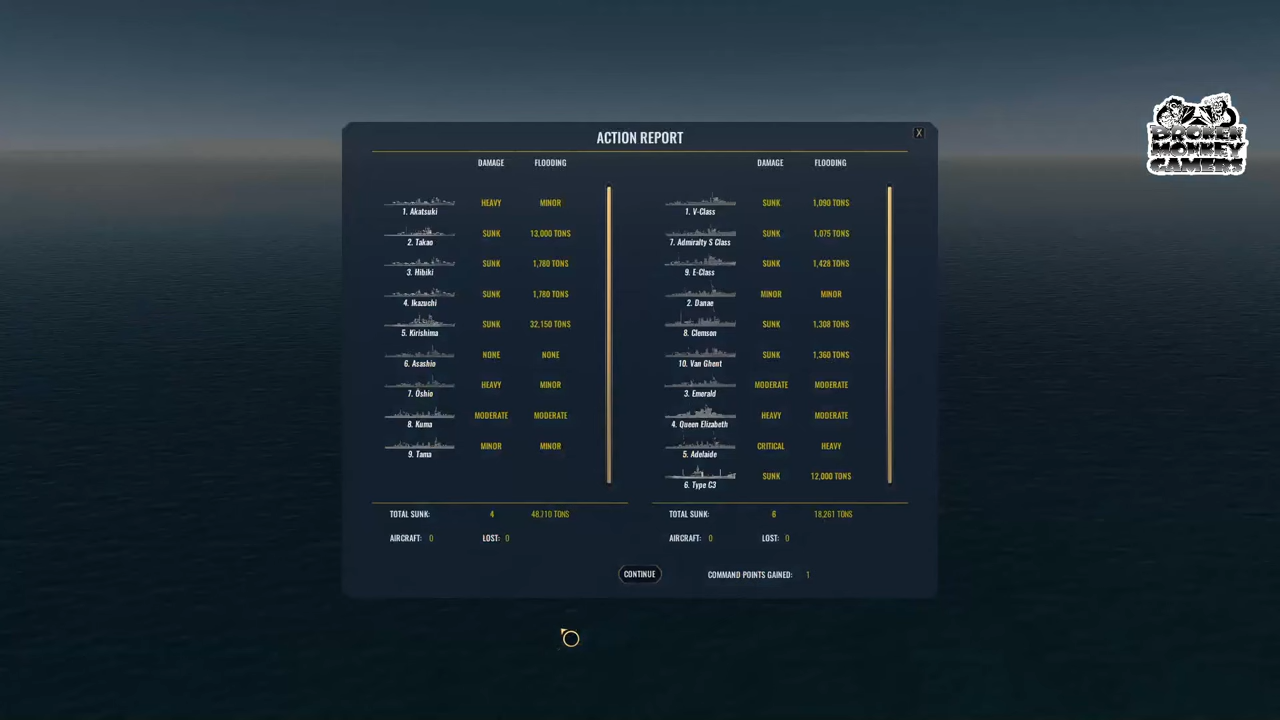 ACTION REPORT
X
DAMAGE FLOODING DAMAGE FLOODING
HEAVY MINOR SUNK 1,090 TONS
1. Akatsuki 1. V-Class
SUNK 13,000 TONS SUNK 1,075 TONS
2. Takao 7. Admiralty S Class
SUNK 1,780 TONS SUNK 1,428 TONS
3. Hibiki 9. E-Class
SUNK 1,780 TONS MINOR MINOR
4. Ikazuchi 2. Danae
SUNK 32,150 TONS SUNK 1,308 TONS
5. Kirishima 8. Clemson
NONE NONE SUNK 1,360 TONS
6. Asashio 10. Van Ghent
HEAVY MINOR MODERATE MODERATE
7. Oshio 3. Emerald
MODERATE MODERATE HEAVY MODERATE
8. Kuma 4. Queen Elizabeth
MINOR MINOR CRITICAL HEAVY
9. Tama 5. Adelaide
SUNK 12,000 TONS
6. Type C3
TOTAL SUNK: 4 48,710 TONS TOTAL SUNK: 6 18,261 TONS
AIRCRAFT: 0 LOST: 0 AIRCRAFT: 0 LOST: 0
CONTINUE COMMAND POINTS GAINED: 1
BROKEN
MONKEY
GAMERS